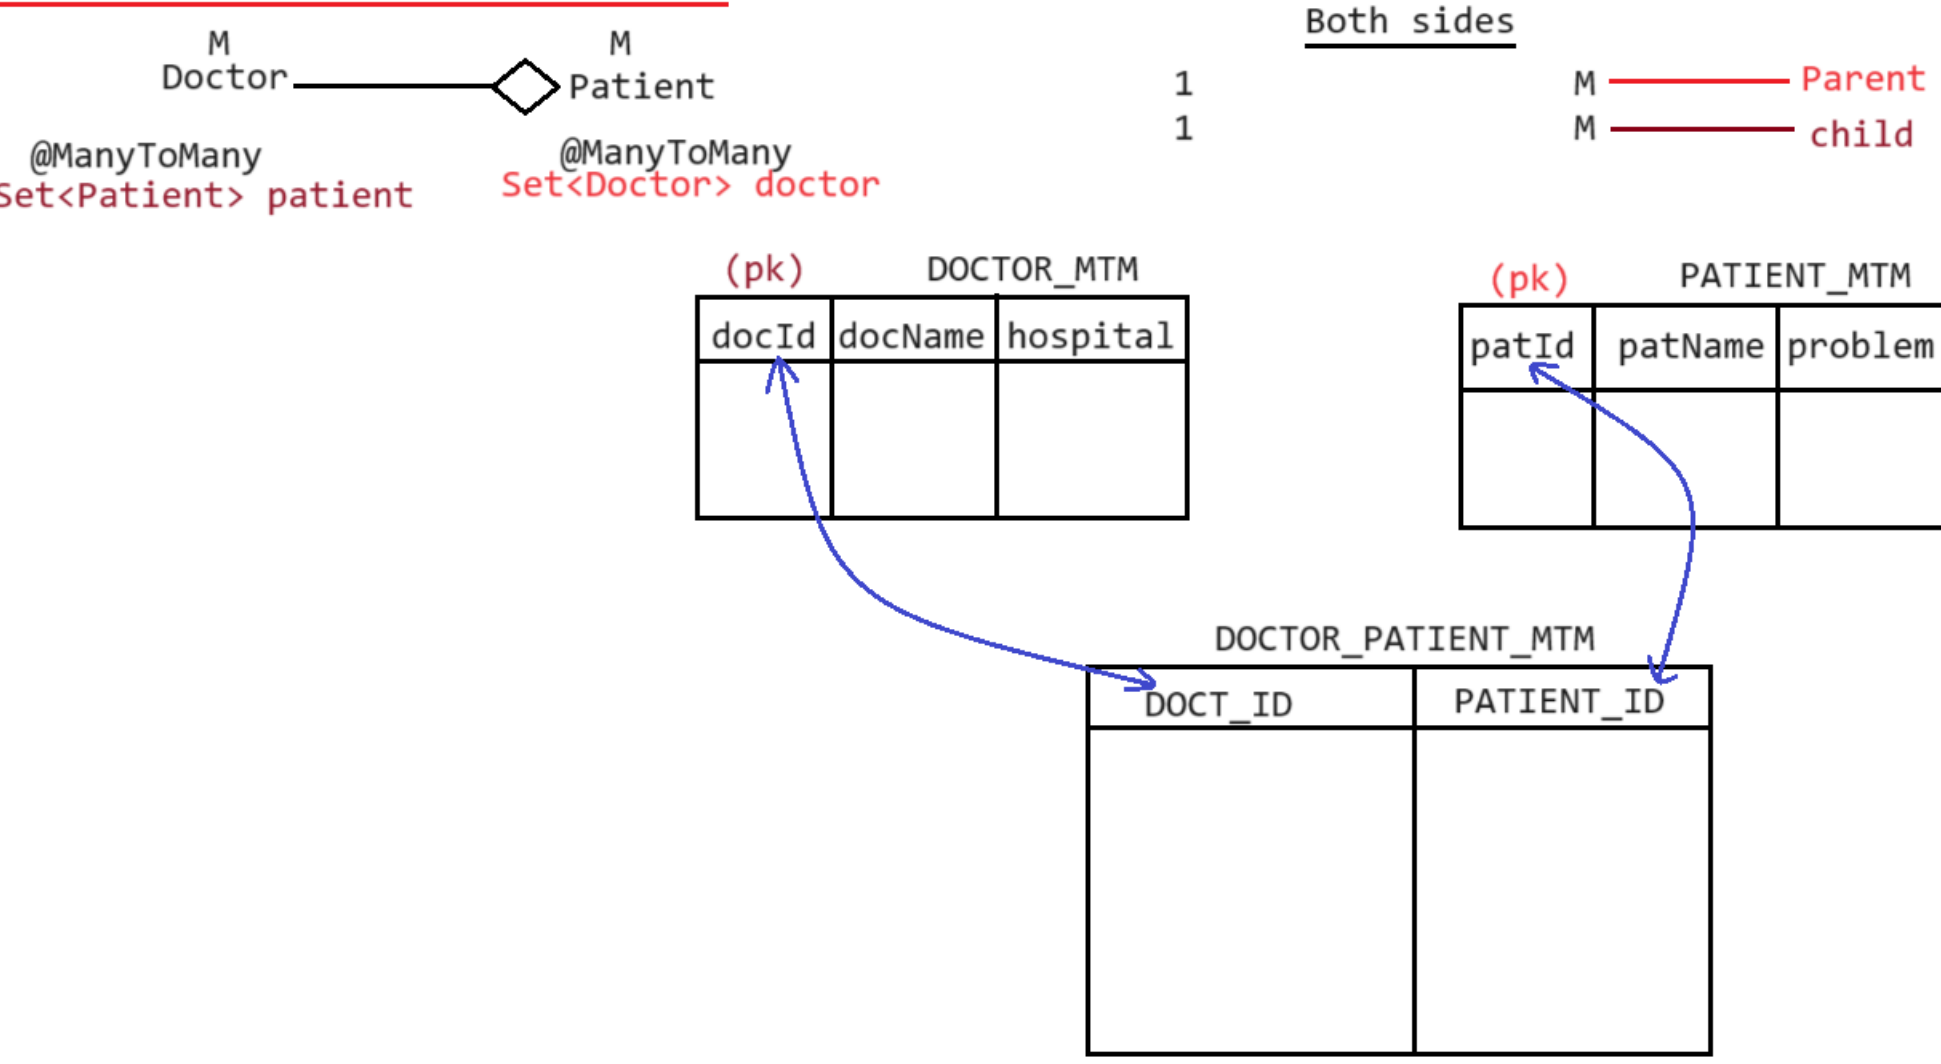 Both sides
M M
Doctor Patient
1 M Parent
1 M child
@ManyToMany @ManyToMany
Set<Patient> patient Set<Doctor> doctor
(pk) DOCTOR_MTM
docId docName hospital
(pk) PATIENT_MTM
patId patName problem
DOCTOR_PATIENT_MTM
DOCT_ID PATIENT_ID